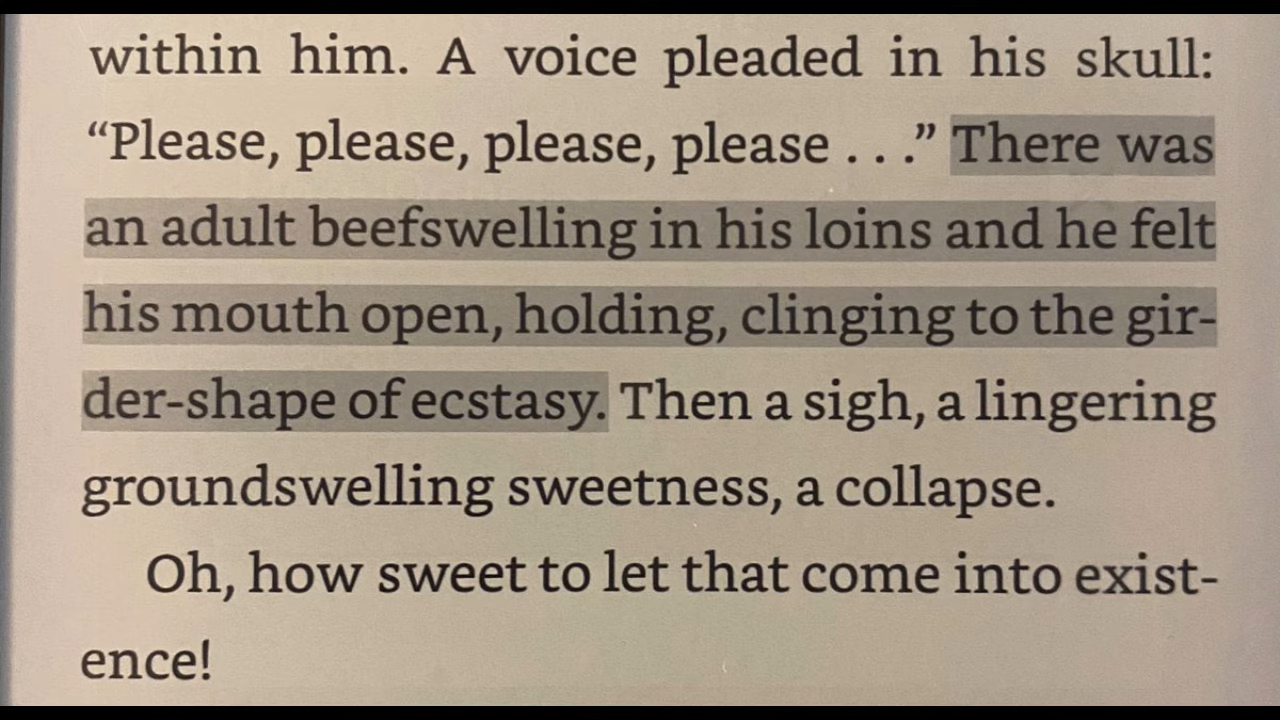 within him. A voice pleaded in his skull:
“Please, please, please, please . . .” There was
an adult beefswelling in his loins and he felt
his mouth open, holding, clinging to the gir-
der-shape of ecstasy. Then a sigh, a lingering
groundswelling sweetness, a collapse.
Oh, how sweet to let that come into exist-
ence!